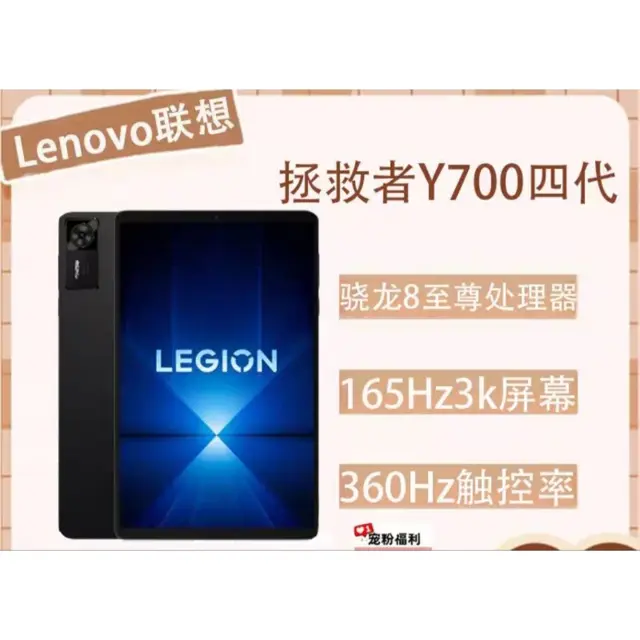 Lenovo联想
拯救者Y700四代
骁龙8至尊处理器
LEGION
165Hz3k屏幕
360Hz触控率
宠粉福利